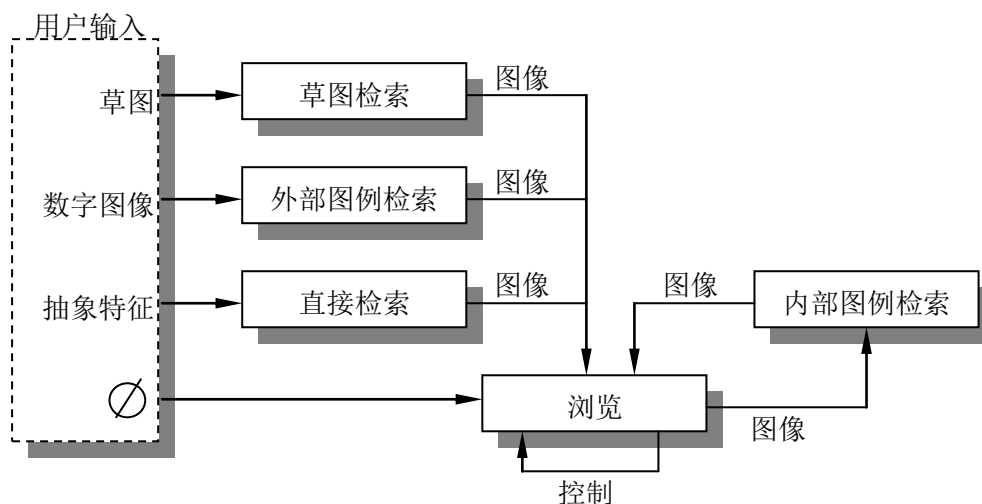 用户输入
草图
草图检索
图像
数字图像
外部图例检索
图像
抽象特征
直接检索
图像
图像
内部图例检索
∅
浏览
图像
控制